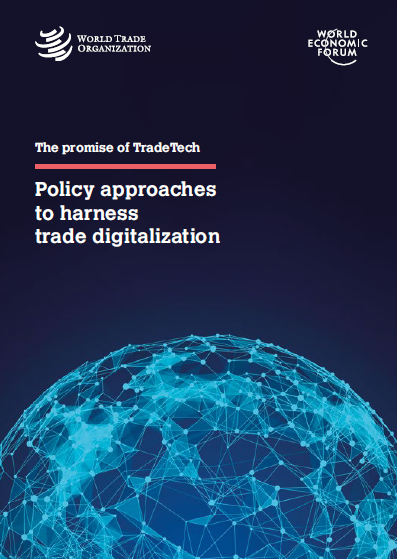 WORLD TRADE
ORGANIZATION
WORLD
ECONOMIC
FORUM
The promise of TradeTech
Policy approaches
to harness
trade digitalization